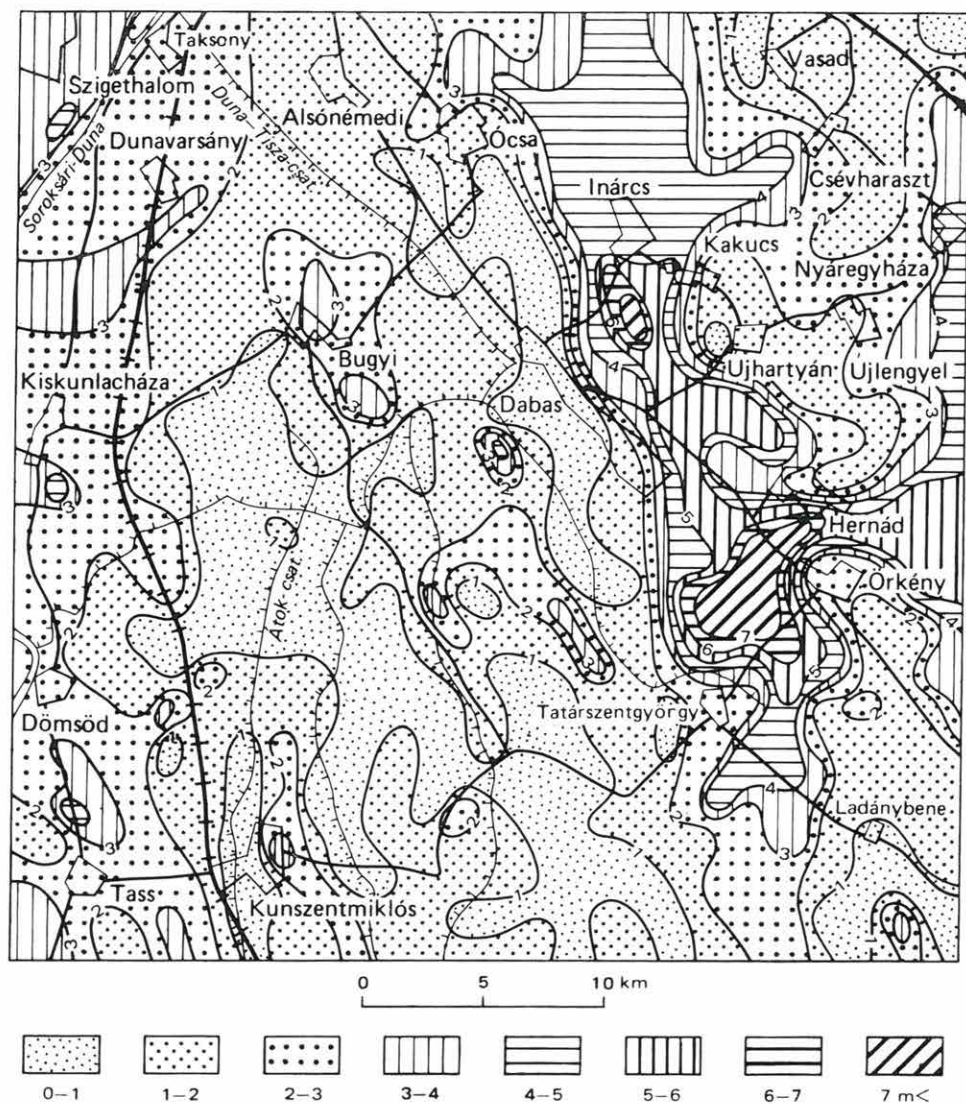 Taksony
Vasad
Szigethalom
Alsónémedi
Duna-Tisza-csat.
Dunavarsány
Ócsa
Soroksári-Duna
Inárcs
Csévharaszt
Kakucs
Nyáregyháza
Bugyi
Ujhartyán
Ujlengyel
Kiskunlacháza
Dabas
Hernád
Örkény
Átok csat.
Tatárszentgyörgy
Dömsöd
Ladánybene
Tass
Kunszentmiklós
0 5 10 km
0-1 1-2 2-3 3-4 4-5 5-6 6-7 7 m<